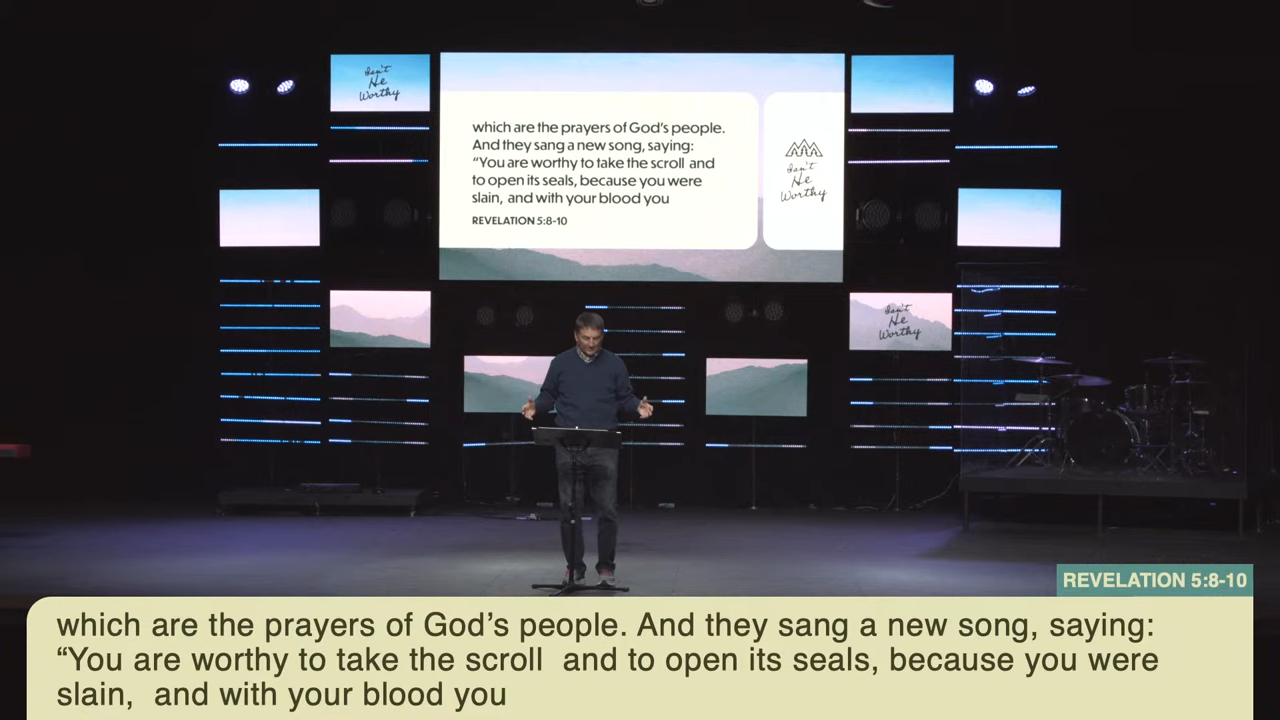 Isn't
He
Worthy
which are the prayers of God's people.
And they sang a new song, saying:
“You are worthy to take the scroll and
to open its seals, because you were
slain, and with your blood you
REVELATION 5:8-10
Isn't
He
Worthy
Isn't
He
Worthy
REVELATION 5:8-10
which are the prayers of God’s people. And they sang a new song, saying:
“You are worthy to take the scroll  and to open its seals, because you were
slain,  and with your blood you